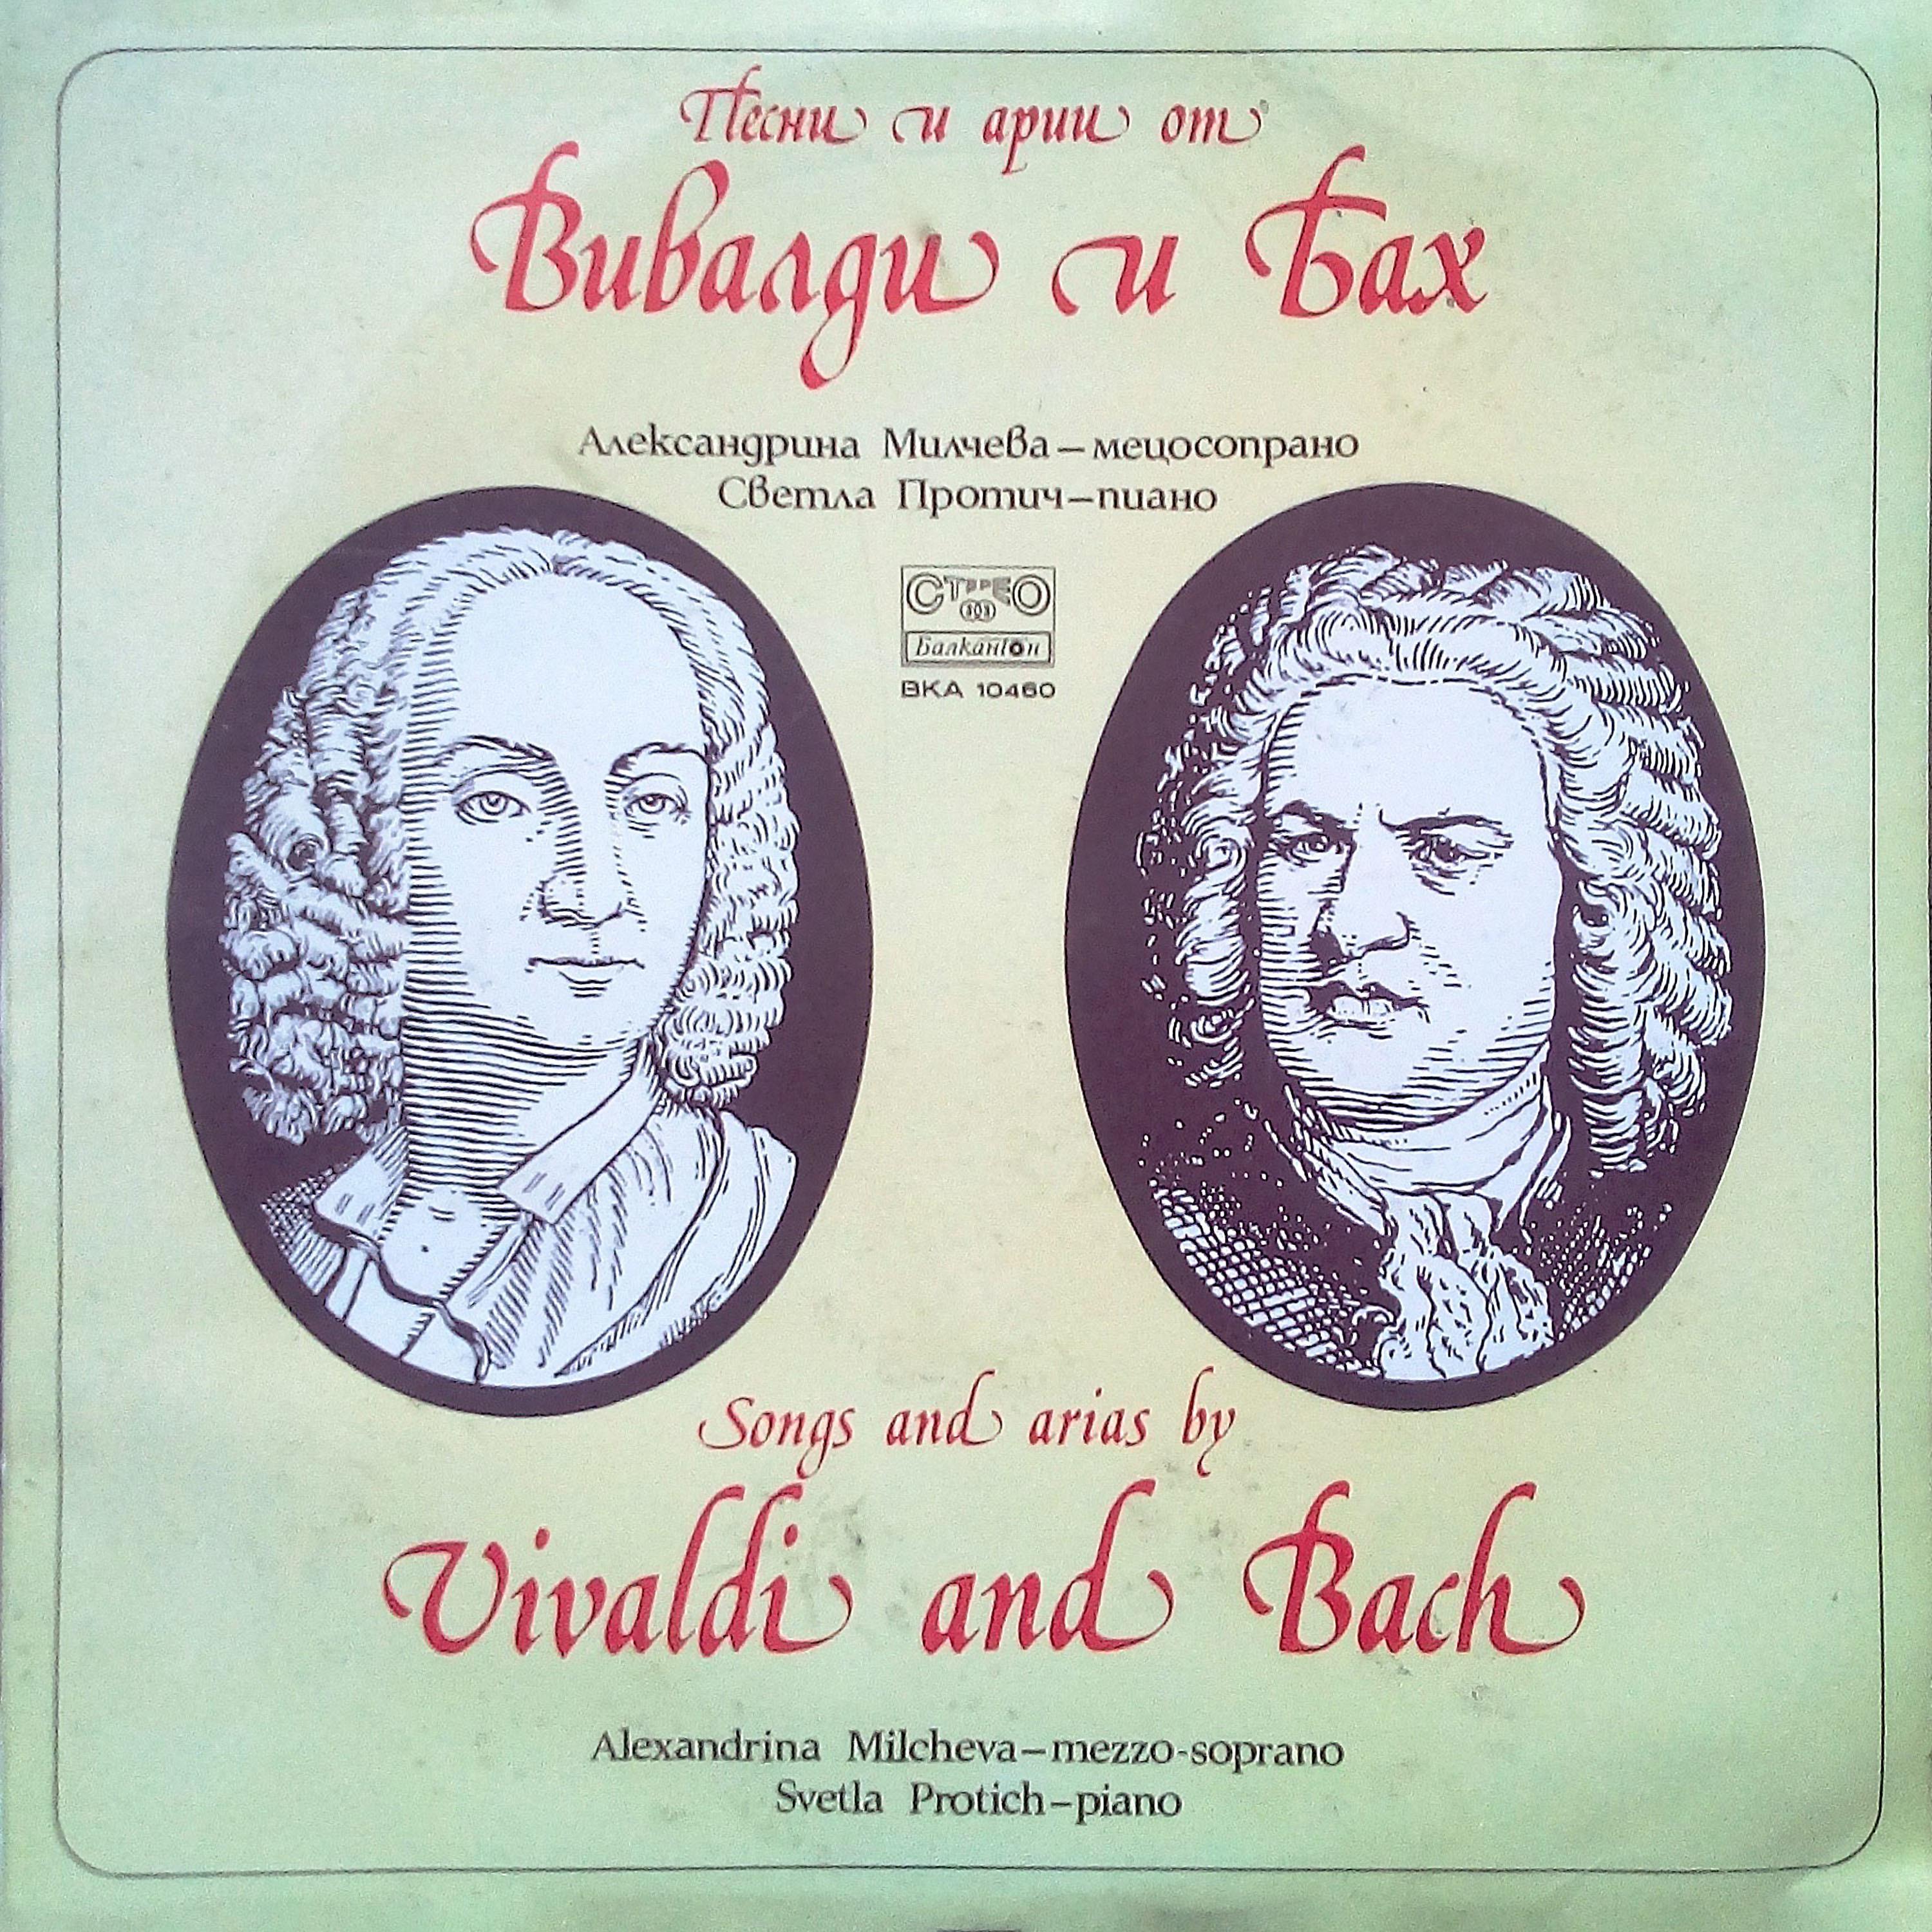 Песни и арии от
Вивалди и Бах
Александрина Милчева – мецосопрано
Светла Протич – пиано
СТЕРЕО
Балкантон
ВКА 10460
Songs and arias by
Vivaldi and Bach
Alexandrina Milcheva – mezzo-soprano
Svetla Protich – piano